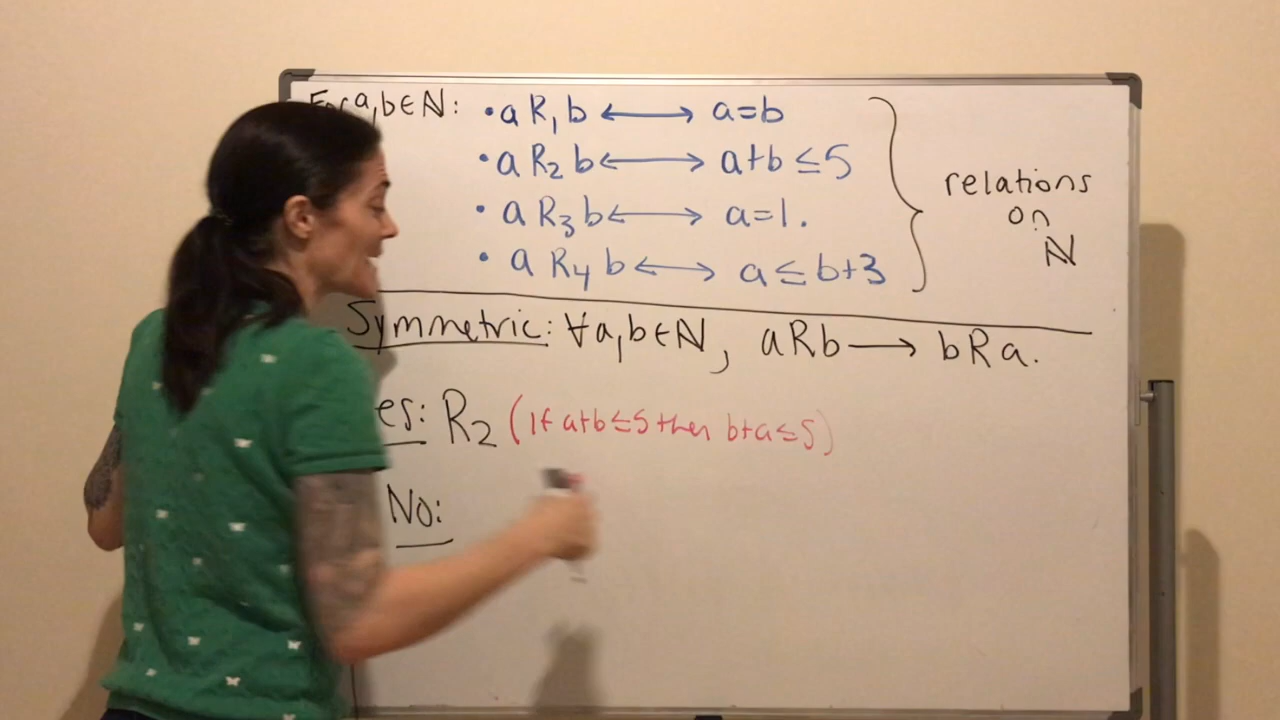 For a,b∈ℕ: • a R₁ b ⟷ a=b
• a R₂ b ⟷ a+b ≤5
• a R₃ b ⟷ a=1.
• a R₄ b ⟷ a ≤ b+3
relations
on
ℕ
Symmetric: ∀a,b∈ℕ, aRb ⟶ bRa.
es: R₂ (If a+b≤5 then b+a≤5)
No: